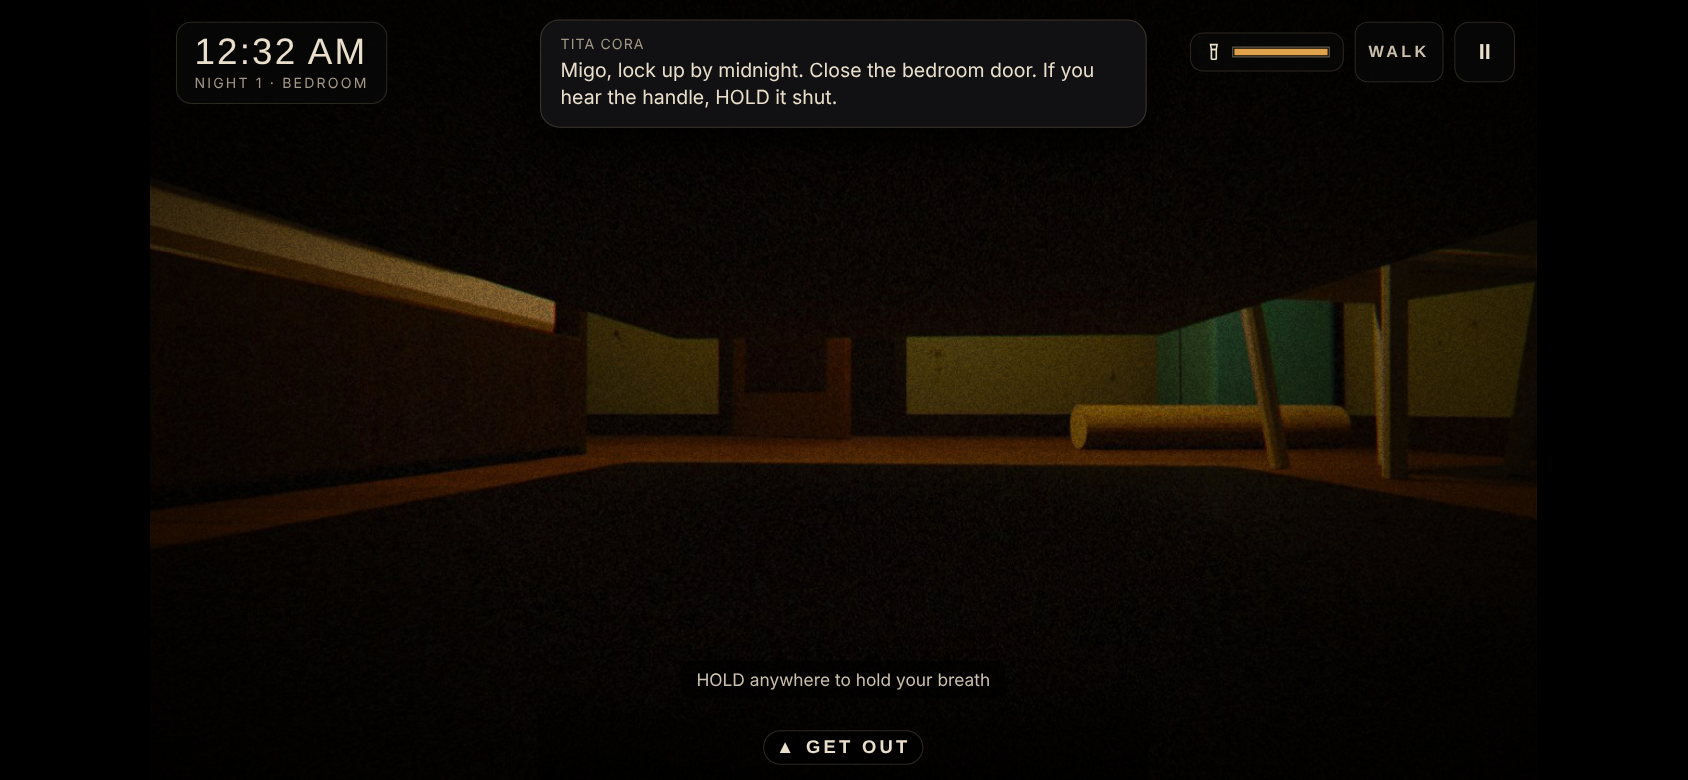 12:32 AM
NIGHT 1 · BEDROOM
TITA CORA
Migo, lock up by midnight. Close the bedroom door. If you
hear the handle, HOLD it shut.
WALK
HOLD anywhere to hold your breath
▲ GET OUT